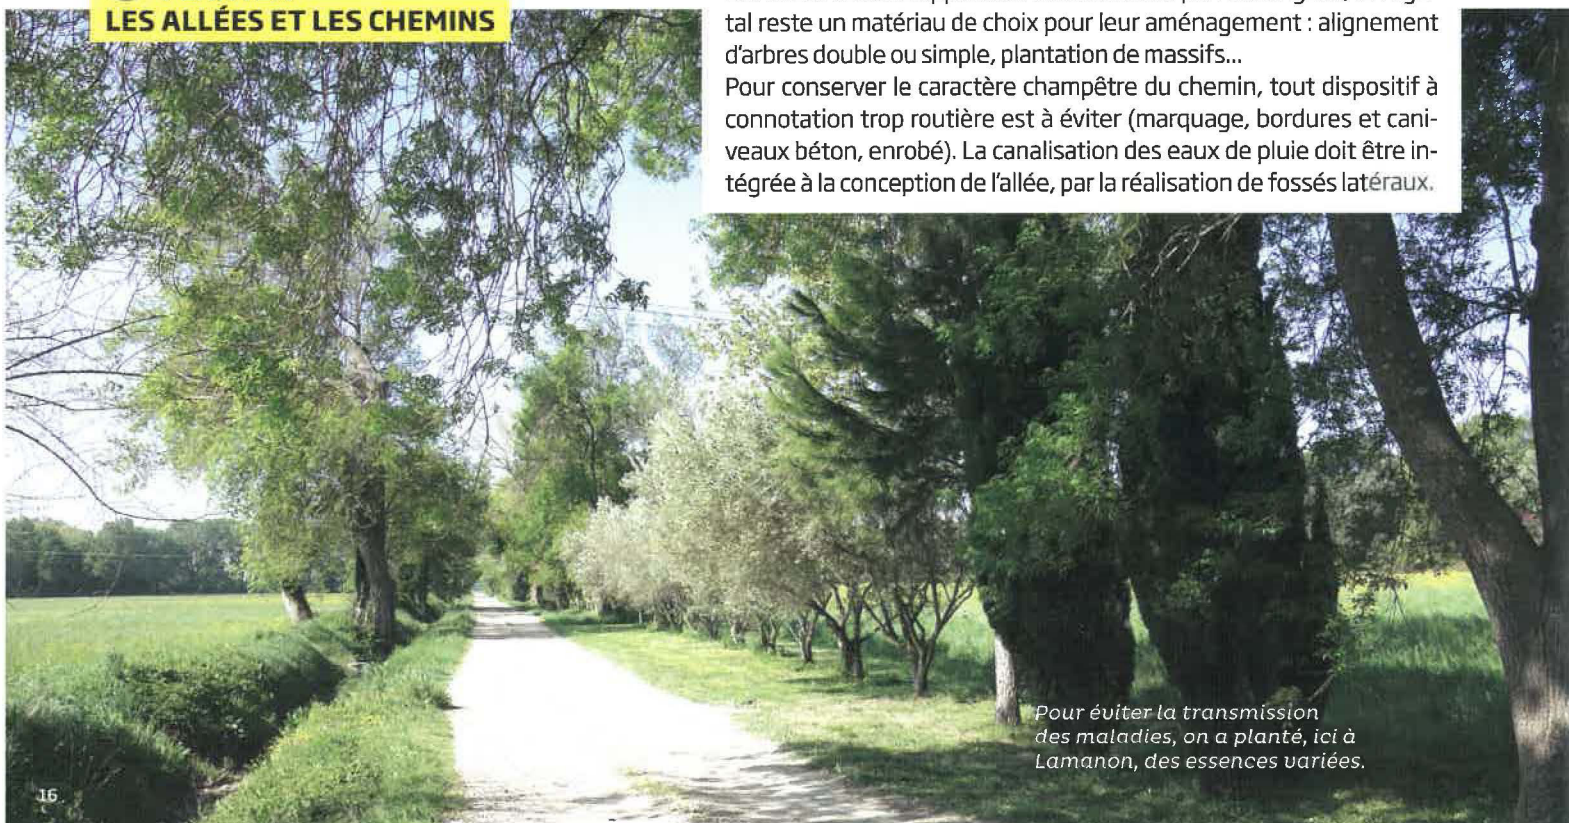 LES ALLÉES ET LES CHEMINS
tal reste un matériau de choix pour leur aménagement : alignement
d'arbres double ou simple, plantation de massifs...
Pour conserver le caractère champêtre du chemin, tout dispositif à
connotation trop routière est à éviter (marquage, bordures et cani-
veaux béton, enrobé). La canalisation des eaux de pluie doit être in-
tégrée à la conception de l'allée, par la réalisation de fossés latéraux.
Pour éviter la transmission
des maladies, on a planté, ici à
Lamanon, des essences variées.
16